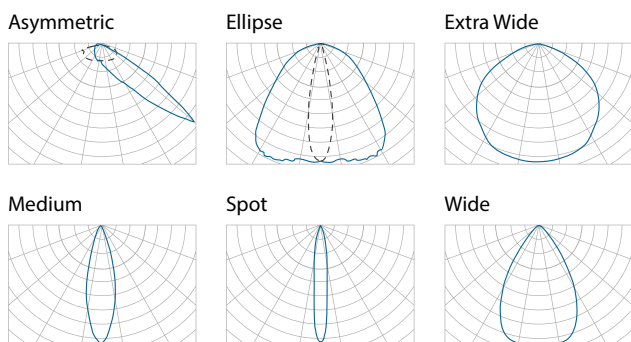 Asymmetric
Ellipse
Extra Wide
Medium
Spot
Wide